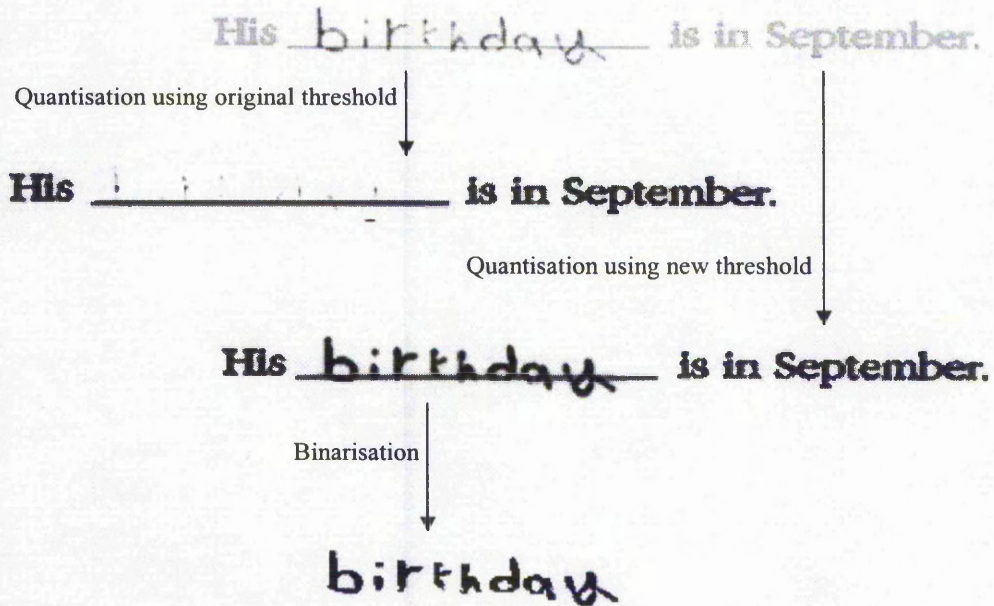 His birthday is in September.
Quantisation using original threshold
His is in September.
Quantisation using new threshold
His birthday is in September.
Binarisation
birthday